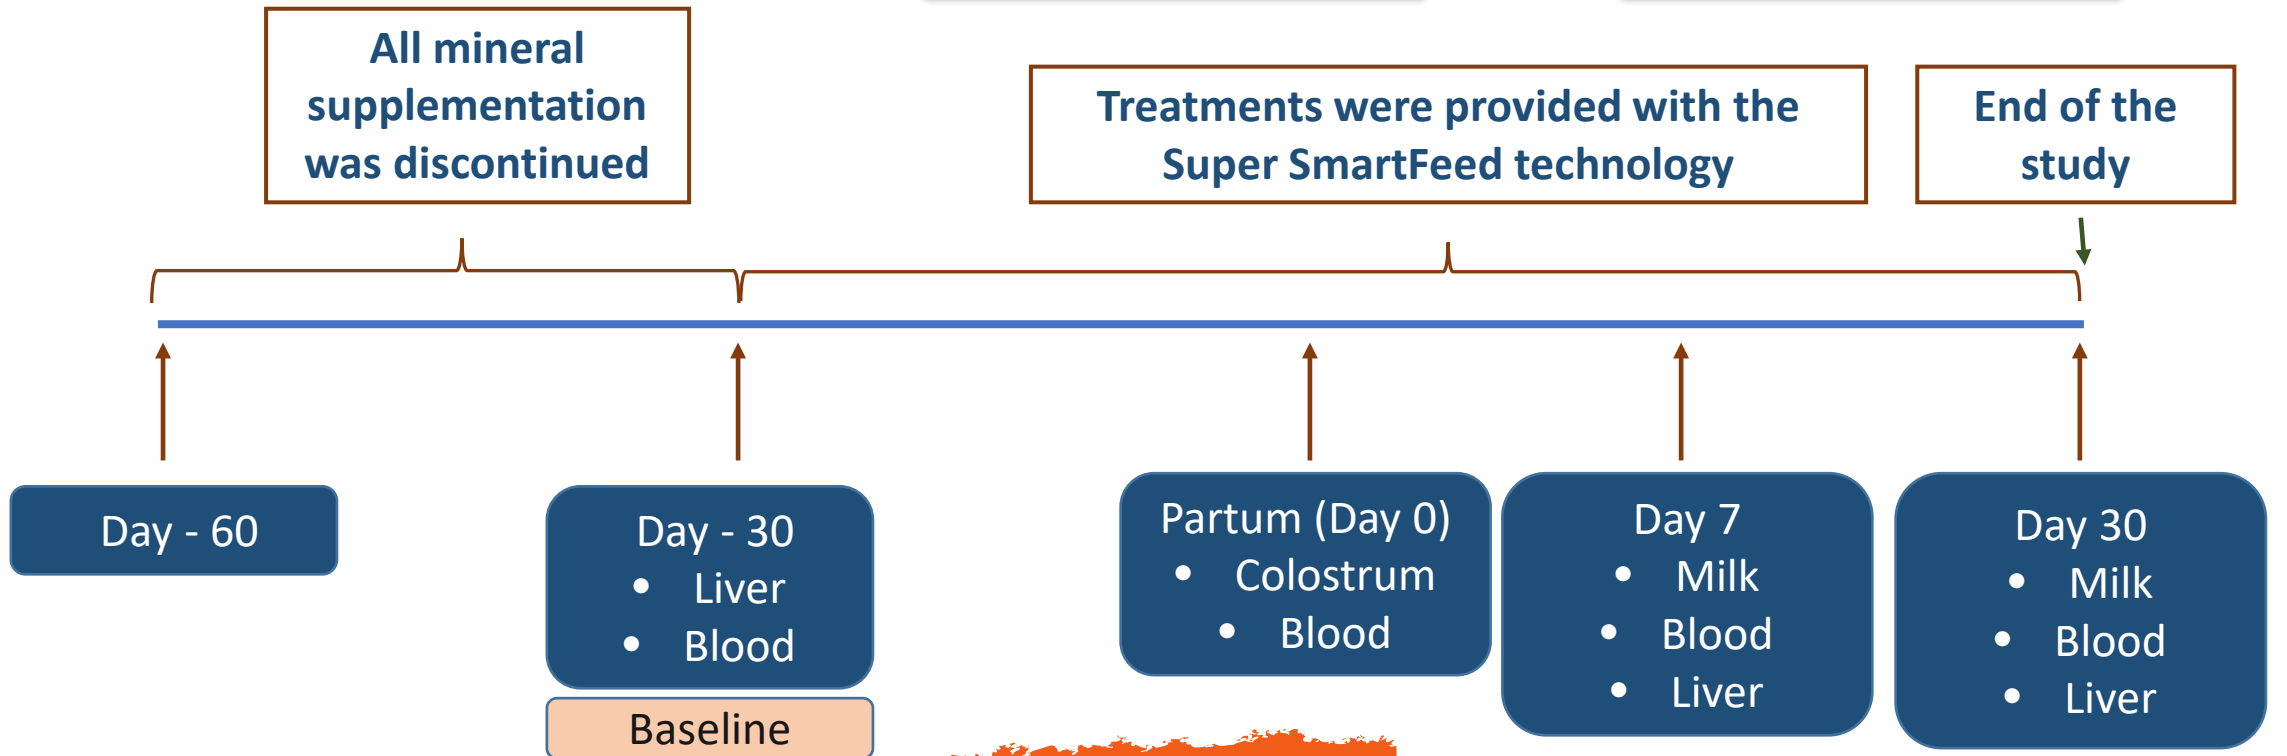 All mineral
supplementation
was discontinued
Treatments were provided with the
Super SmartFeed technology
End of the
study
Day - 60
Day - 30
• Liver
• Blood
Baseline
Partum (Day 0)
• Colostrum
• Blood
Day 7
• Milk
• Blood
• Liver
Day 30
• Milk
• Blood
• Liver